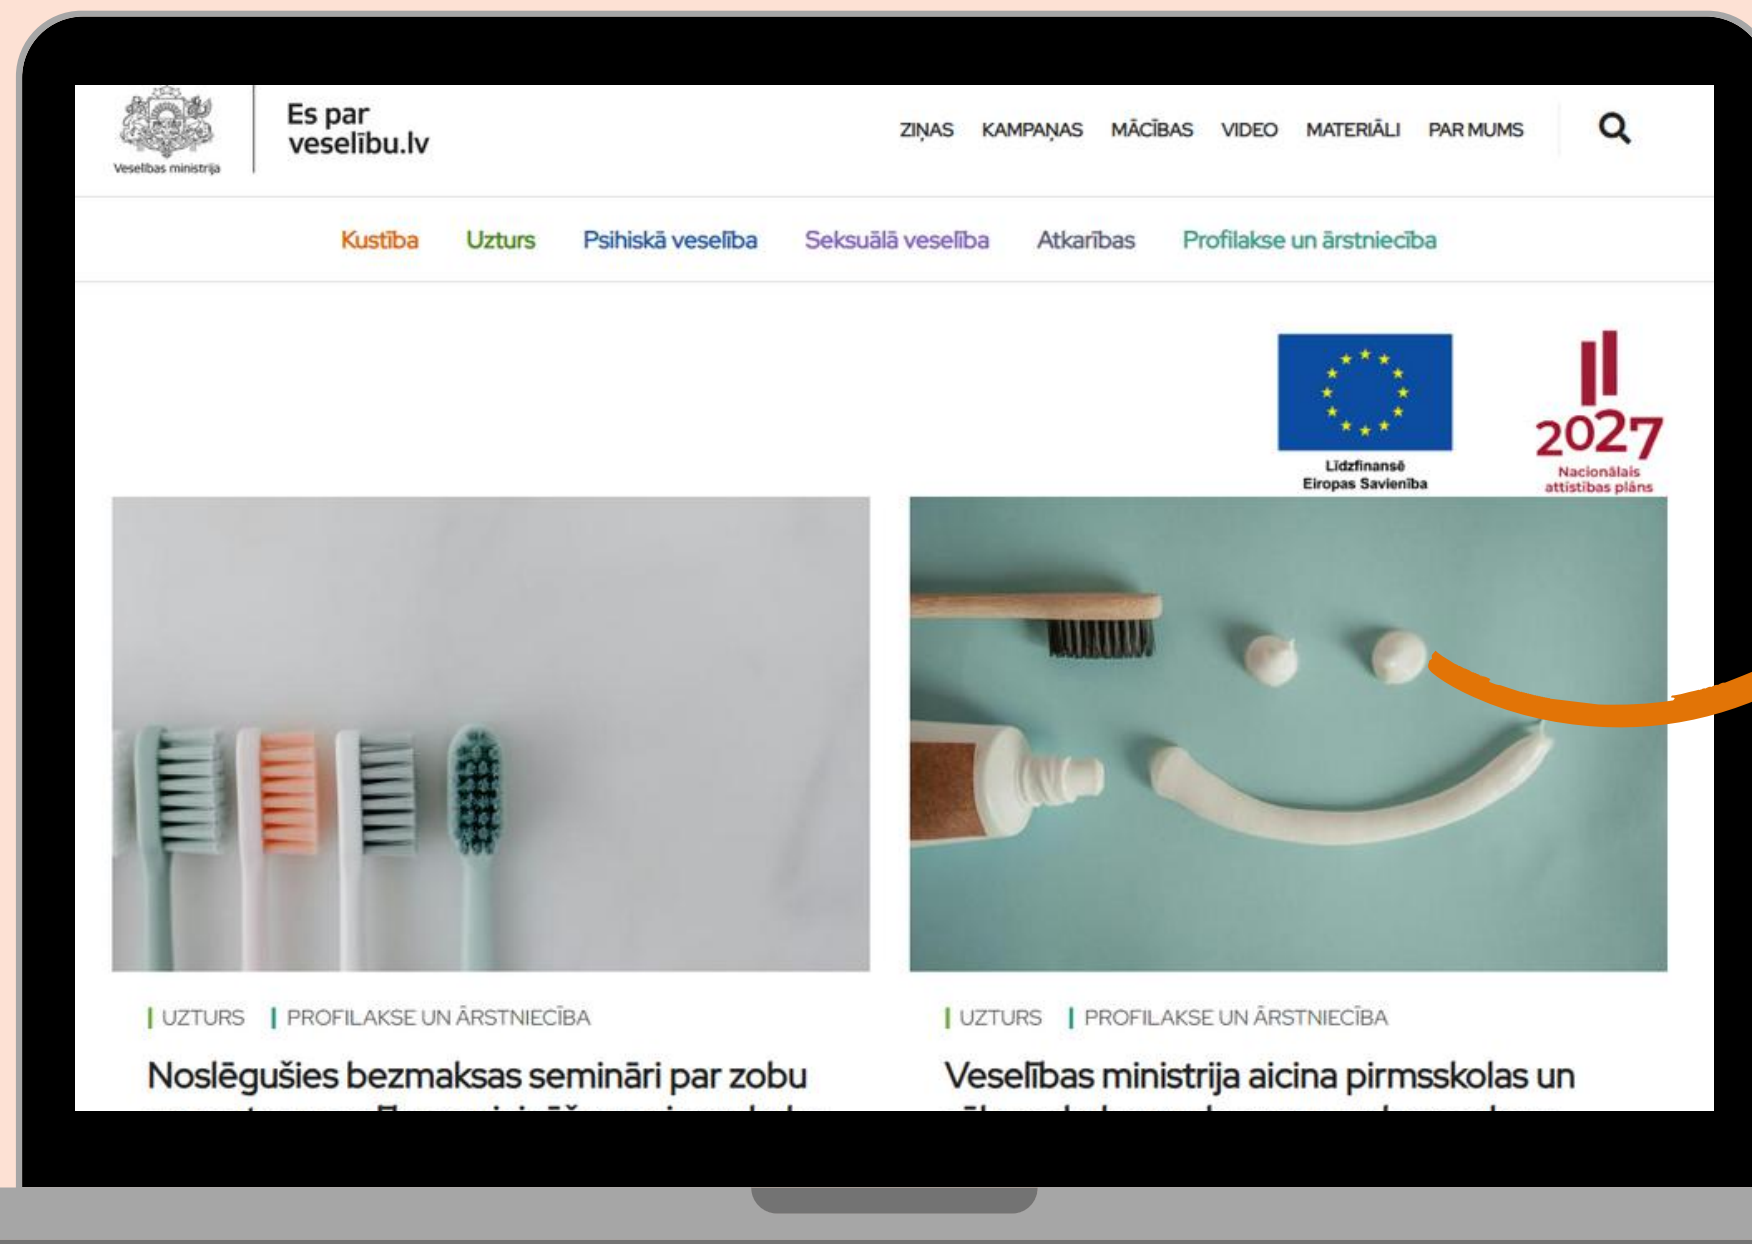 Veselības ministrija
Es par
veselību.lv
ZIŅAS KAMPAŅAS MĀCĪBAS VIDEO MATERIĀLI PAR MUMS
Kustība Uzturs Psihiskā veselība Seksuālā veselība Atkarības Profilakse un ārstniecība
Līdzfinansē
Eiropas Savienība
2027
Nacionālais
attīstības plāns
UZTURS PROFILAKSE UN ĀRSTNIECĪBA
Noslēgušies bezmaksas semināri par zobu
UZTURS PROFILAKSE UN ĀRSTNIECĪBA
Veselības ministrija aicina pirmsskolas un